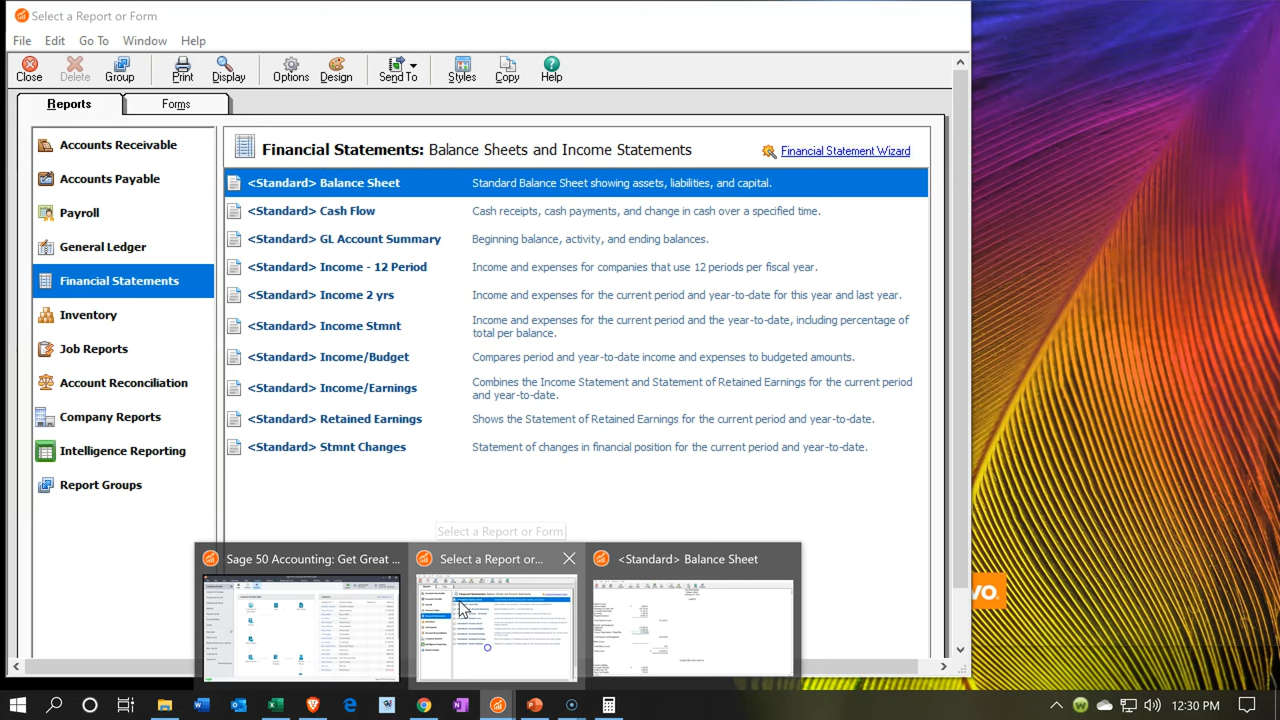 Select a Report or Form
File Edit Go To Window Help
Close Delete Group Print Display Options Design Send To Styles Copy Help
Reports Forms
Accounts Receivable
Accounts Payable
Payroll
General Ledger
Financial Statements
Inventory
Job Reports
Account Reconciliation
Company Reports
Intelligence Reporting
Report Groups
Financial Statements: Balance Sheets and Income Statements Financial Statement Wizard
<Standard> Balance Sheet Standard Balance Sheet showing assets, liabilities, and capital.
<Standard> Cash Flow Cash receipts, cash payments, and change in cash over a specified time.
<Standard> GL Account Summary Beginning balance, activity, and ending balances.
<Standard> Income - 12 Period Income and expenses for companies that use 12 periods per fiscal year.
<Standard> Income 2 yrs Income and expenses for the current period and year-to-date for this year and last year.
<Standard> Income Stmnt Income and expenses for the current period and the year-to-date, including percentage of
total per balance.
<Standard> Income/Budget Compares period and year-to-date income and expenses to budgeted amounts.
<Standard> Income/Earnings Combines the Income Statement and Statement of Retained Earnings for the current period
and year-to-date.
<Standard> Retained Earnings Shows the Statement of Retained Earnings for the current period and year-to-date.
<Standard> Stmnt Changes Statement of changes in financial position for the current period and year-to-date.
Select a Report or Form
Sage 50 Accounting: Get Great ... Select a Report or... <Standard> Balance Sheet
vo.
12:30 PM